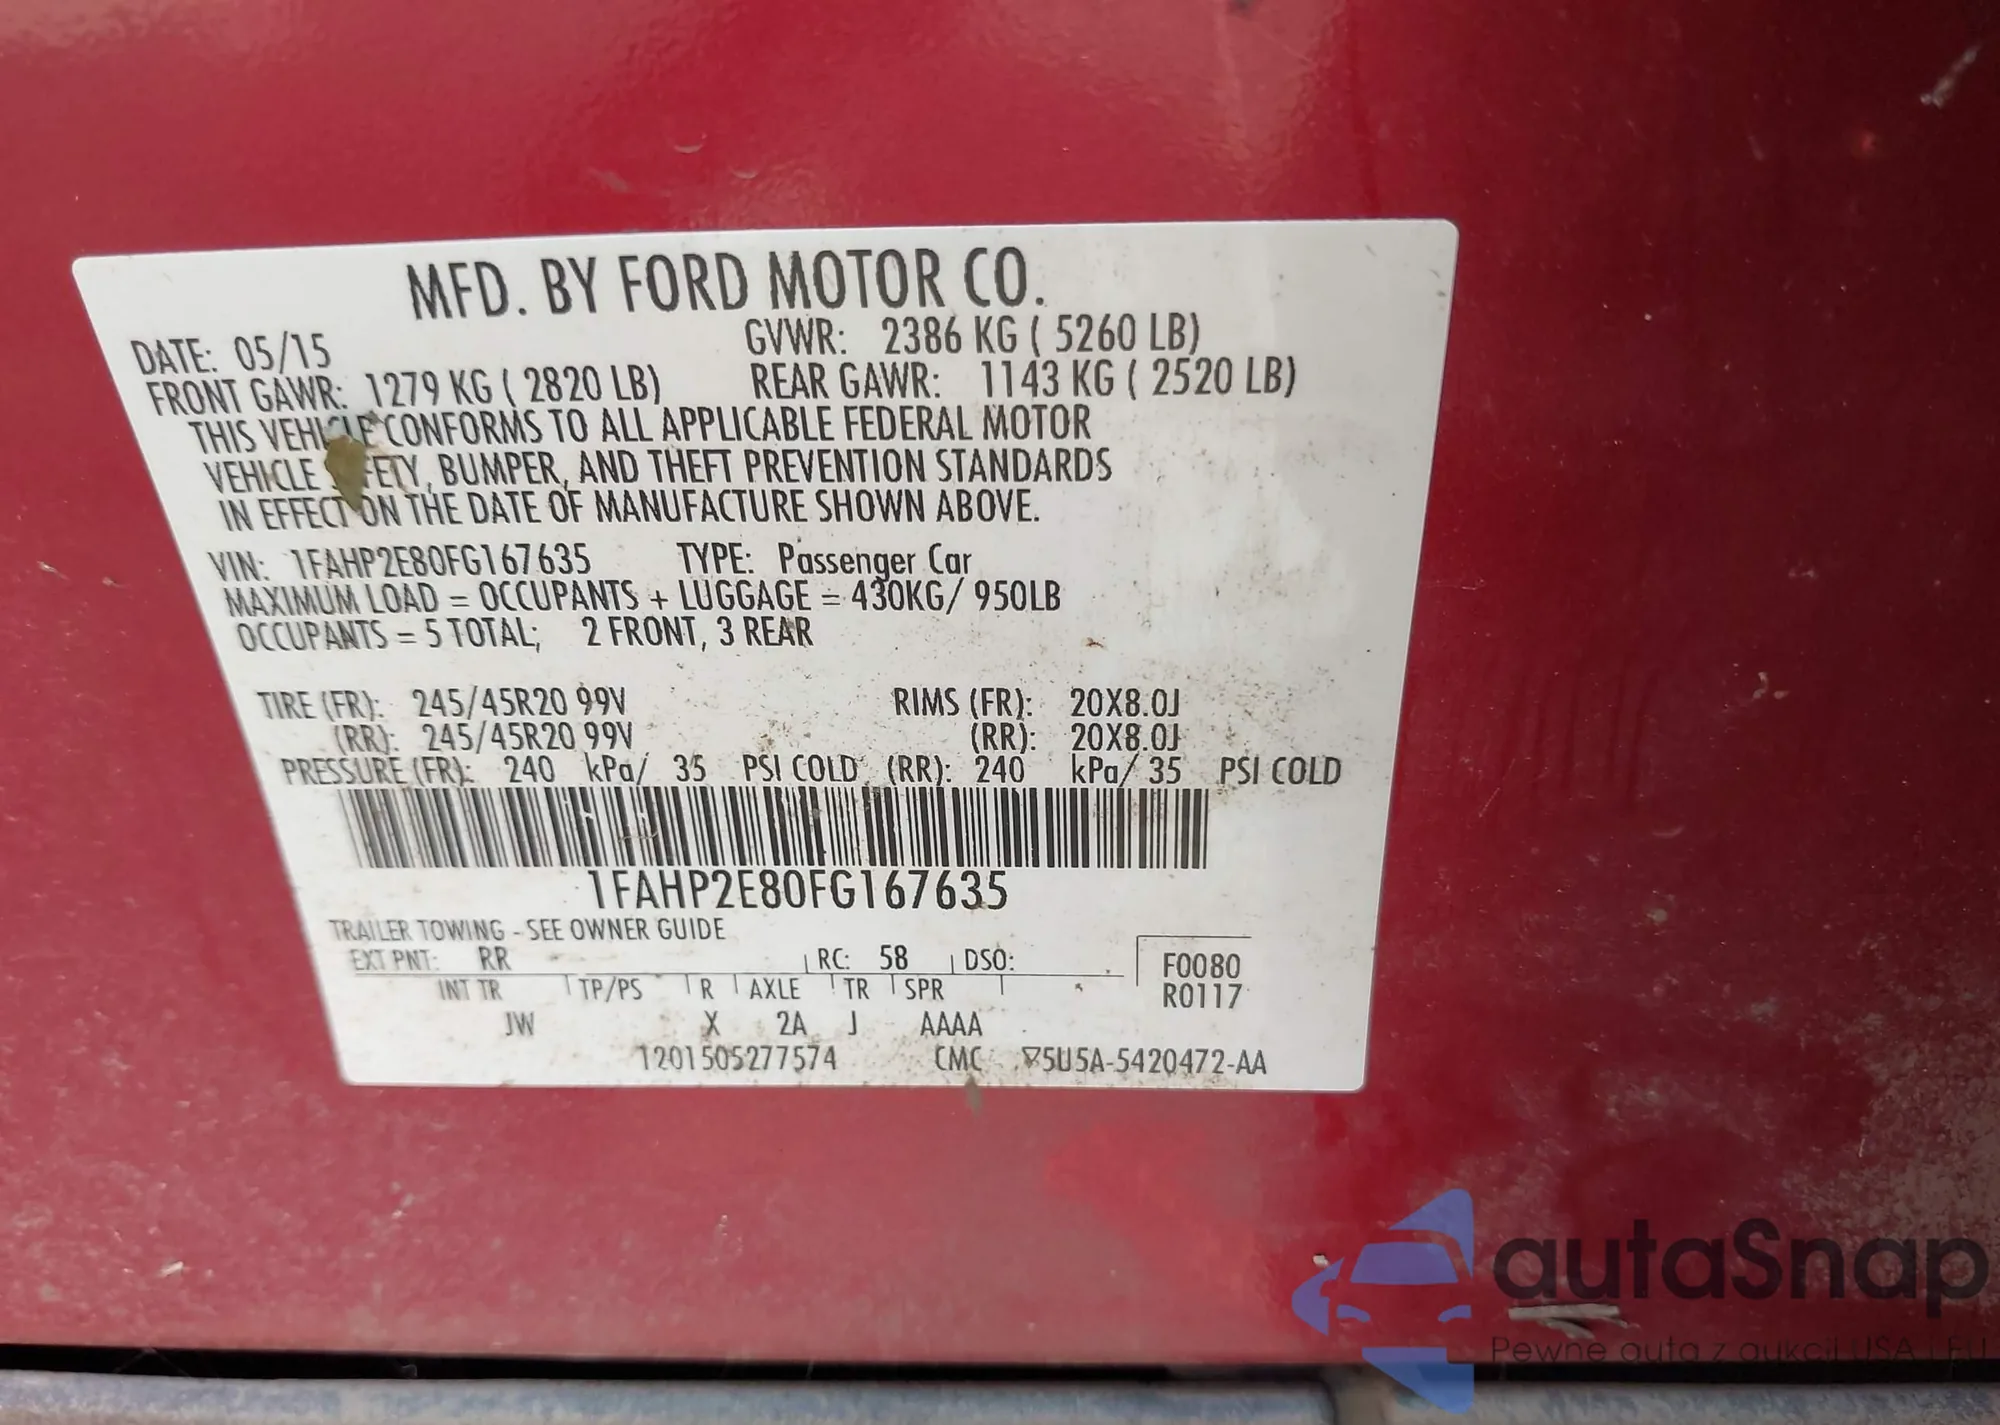 MFD. BY FORD MOTOR CO.
DATE: 05/15 GVWR: 2386 KG ( 5260 LB)
FRONT GAWR: 1279 KG ( 2820 LB) REAR GAWR: 1143 KG ( 2520 LB)
THIS VEHICLE CONFORMS TO ALL APPLICABLE FEDERAL MOTOR
VEHICLE SAFETY, BUMPER, AND THEFT PREVENTION STANDARDS
IN EFFECT ON THE DATE OF MANUFACTURE SHOWN ABOVE.
VIN: 1FAHP2E80FG167635 TYPE: Passenger Car
MAXIMUM LOAD = OCCUPANTS + LUGGAGE = 430KG/ 950LB
OCCUPANTS = 5 TOTAL; 2 FRONT, 3 REAR
TIRE (FR): 245/45R20 99V RIMS (FR): 20X8.0J
(RR): 245/45R20 99V (RR): 20X8.0J
PRESSURE (FR): 240 kPa/ 35 PSI COLD (RR): 240 kPa/ 35 PSI COLD
1FAHP2E80FG167635
TRAILER TOWING - SEE OWNER GUIDE
EXT PNT: RR RC: 58 DSO: F0080
INT TR TP/PS R AXLE TR SPR R0117
JW X 2A J AAAA
1201505277574 CMC 5U5A-5420472-AA
autaSnap
Pewne auta z aukcji USA i EU